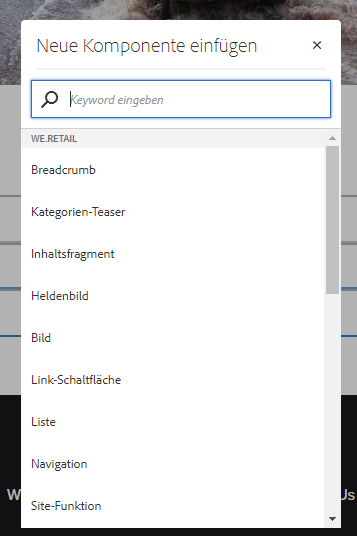 Neue Komponente einfügen
Keyword eingeben
WE.RETAIL
Breadcrumb
Kategorien-Teaser
Inhaltsfragment
Heldenbild
Bild
Link-Schaltfläche
Liste
Navigation
W Us
Site-Funktion